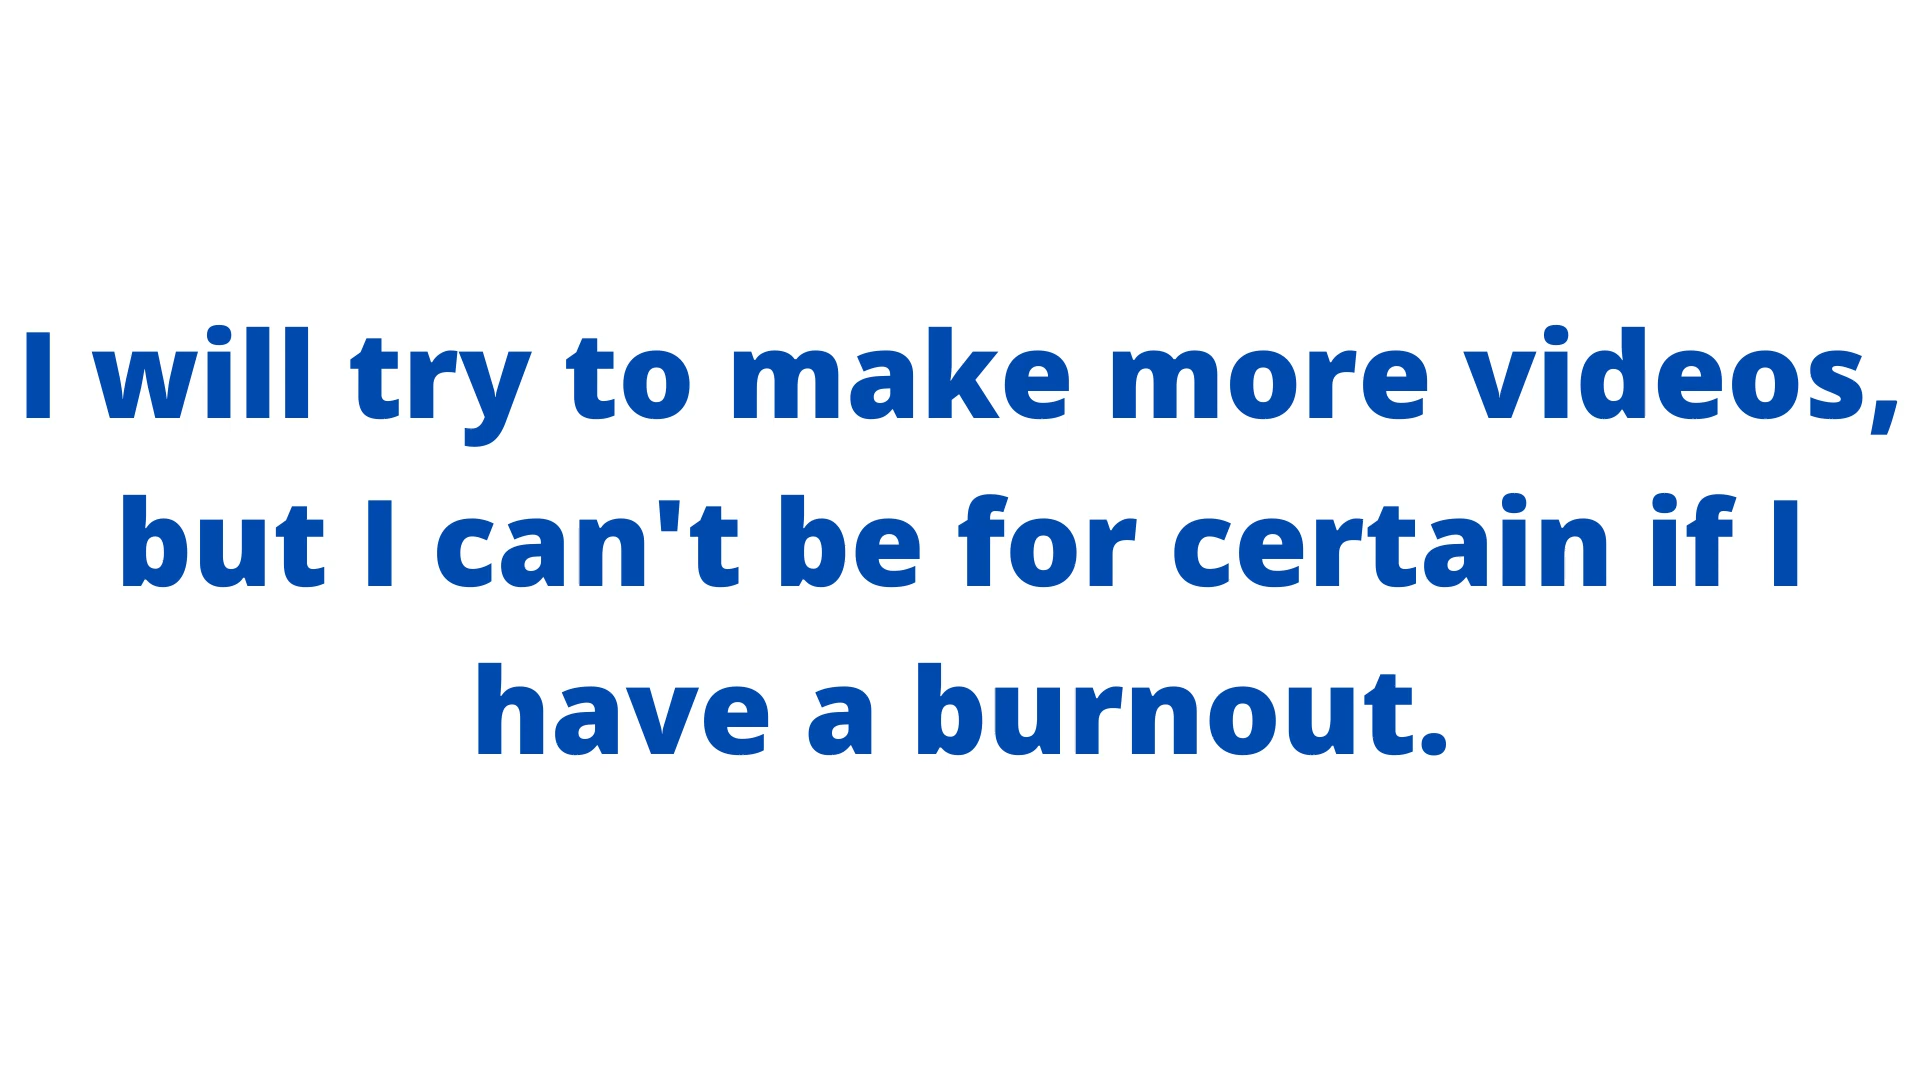 I will try to make more videos,
but I can't be for certain if I
have a burnout.